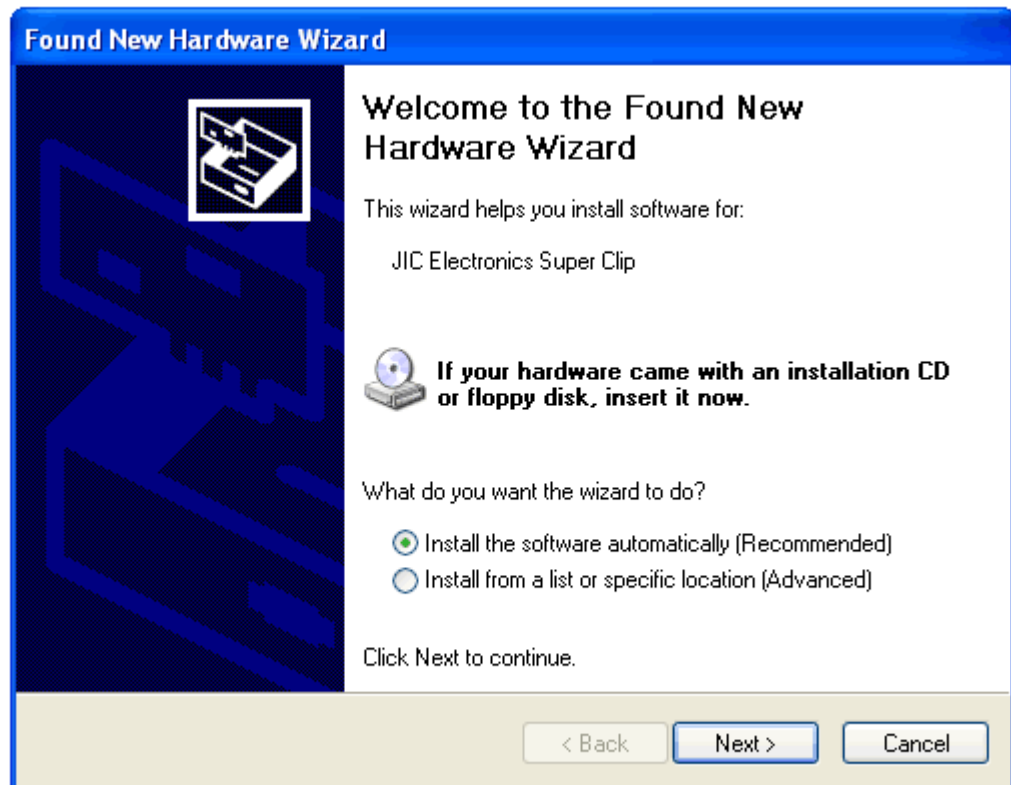 Found New Hardware Wizard
Welcome to the Found New
Hardware Wizard
This wizard helps you install software for:
JIC Electronics Super Clip
If your hardware came with an installation CD
or floppy disk, insert it now.
What do you want the wizard to do?
Install the software automatically (Recommended)
Install from a list or specific location (Advanced)
Click Next to continue.
< Back Next > Cancel